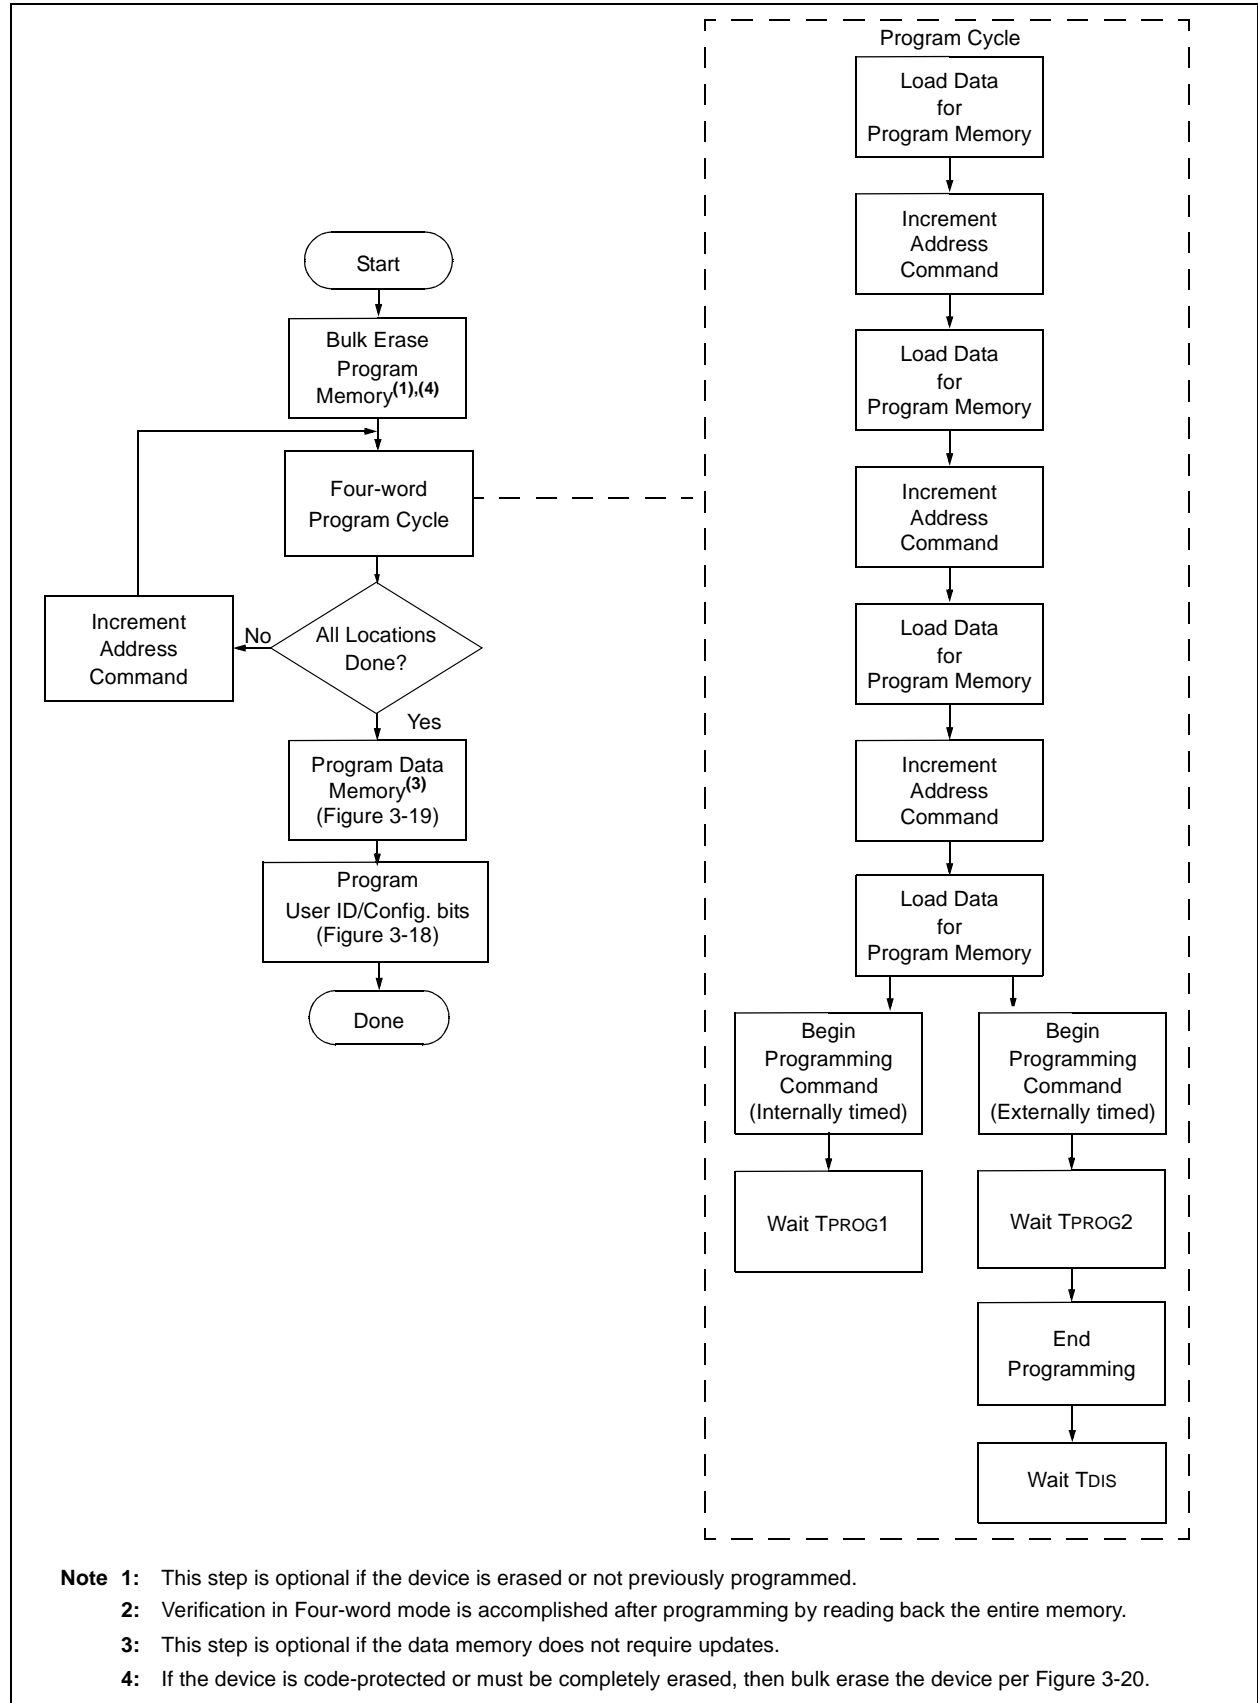 Start
Bulk Erase
Program
Memory(1),(4)
Four-word
Program Cycle
All Locations
Done?
No
Increment
Address
Command
Yes
Program Data
Memory(3)
(Figure 3-19)
Program
User ID/Config. bits
(Figure 3-18)
Done
Program Cycle
Load Data
for
Program Memory
Increment
Address
Command
Load Data
for
Program Memory
Increment
Address
Command
Load Data
for
Program Memory
Increment
Address
Command
Load Data
for
Program Memory
Begin
Programming
Command
(Internally timed)
Wait TPROG1
Begin
Programming
Command
(Externally timed)
Wait TPROG2
End
Programming
Wait TDIS
Note 1: This step is optional if the device is erased or not previously programmed.
2: Verification in Four-word mode is accomplished after programming by reading back the entire memory.
3: This step is optional if the data memory does not require updates.
4: If the device is code-protected or must be completely erased, then bulk erase the device per Figure 3-20.